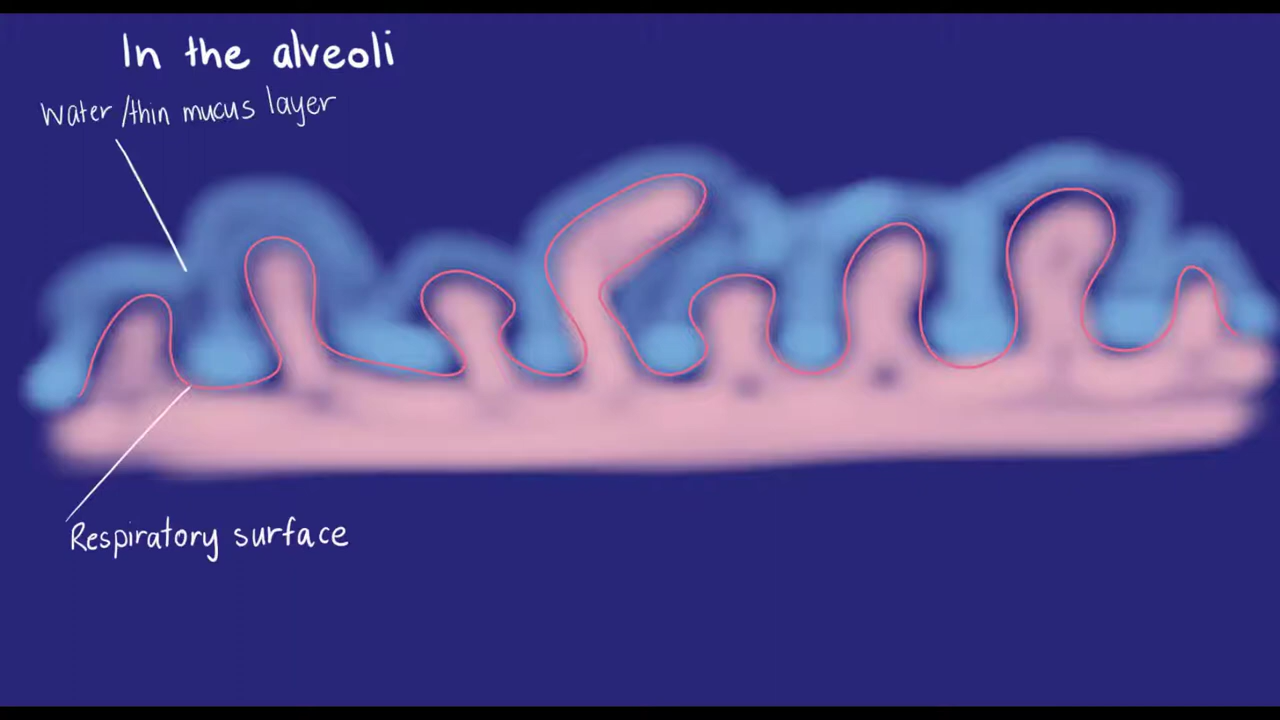 In the alveoli
Water/thin mucus layer
Respiratory surface